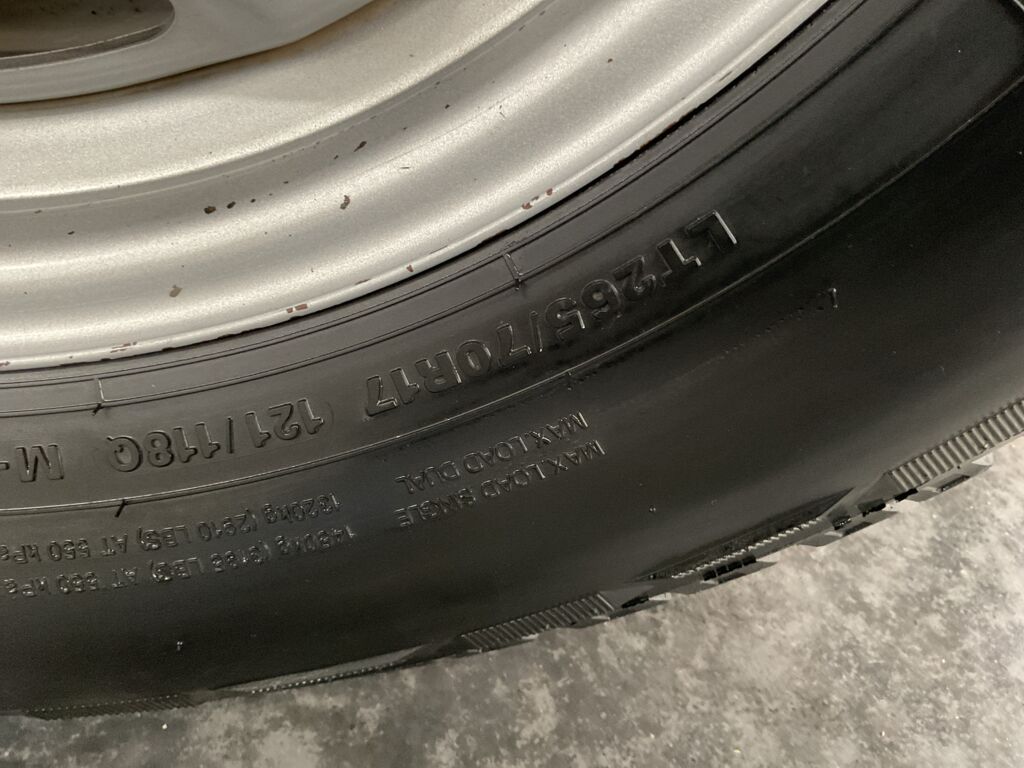 LT265/70R17 121/118Q M+
MAX.LOAD SINGLE 1450kg (3195 LBS) AT 550 kPa
MAX.LOAD DUAL 1320kg (2910 LBS) AT 550 kPa